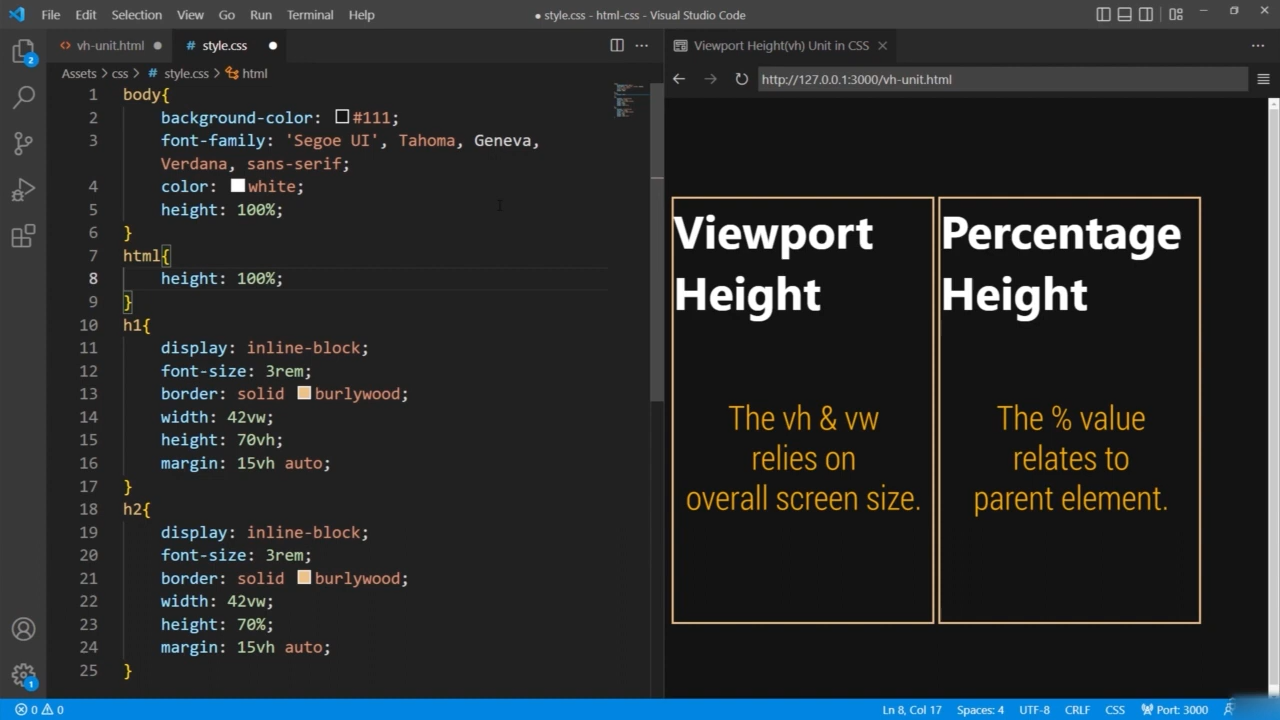 File Edit Selection View Go Run Terminal Help
● style.css - html-css - Visual Studio Code
vh-unit.html
# style.css
Viewport Height(vh) Unit in CSS
Assets > css > # style.css > html
http://127.0.0.1:3000/vh-unit.html
1 body{
2 background-color: #111;
3 font-family: 'Segoe UI', Tahoma, Geneva,
Verdana, sans-serif;
4 color: white;
5 height: 100%;
6 }
7 html{
8 height: 100%;
9 }
10 h1{
11 display: inline-block;
12 font-size: 3rem;
13 border: solid burlywood;
14 width: 42vw;
15 height: 70vh;
16 margin: 15vh auto;
17 }
18 h2{
19 display: inline-block;
20 font-size: 3rem;
21 border: solid burlywood;
22 width: 42vw;
23 height: 70%;
24 margin: 15vh auto;
25 }
Viewport
Height
The vh & vw
relies on
overall screen size.
Percentage
Height
The % value
relates to
parent element.
2
1
0 0
Ln 8, Col 17 Spaces: 4 UTF-8 CRLF CSS Port: 3000